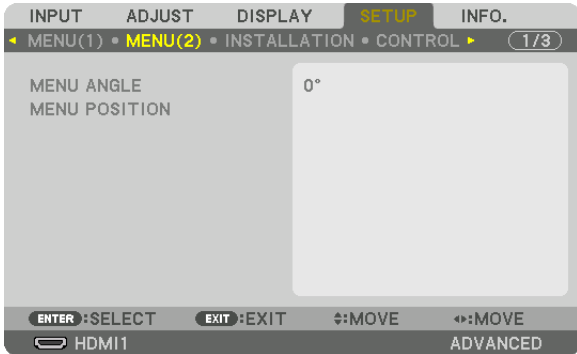 INPUT ADJUST DISPLAY SETUP INFO.
MENU(1) • MENU(2) • INSTALLATION • CONTROL 1/3
MENU ANGLE 0°
MENU POSITION
ENTER :SELECT EXIT :EXIT :MOVE :MOVE
HDMI1 ADVANCED